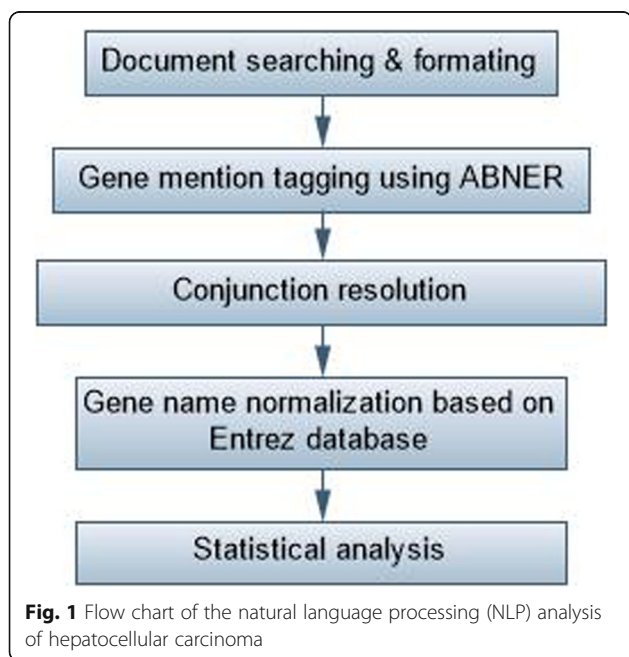 Document searching & formating
Gene mention tagging using ABNER
Conjunction resolution
Gene name normalization based on
Entrez database
Statistical analysis
Fig. 1 Flow chart of the natural language processing (NLP) analysis
of hepatocellular carcinoma